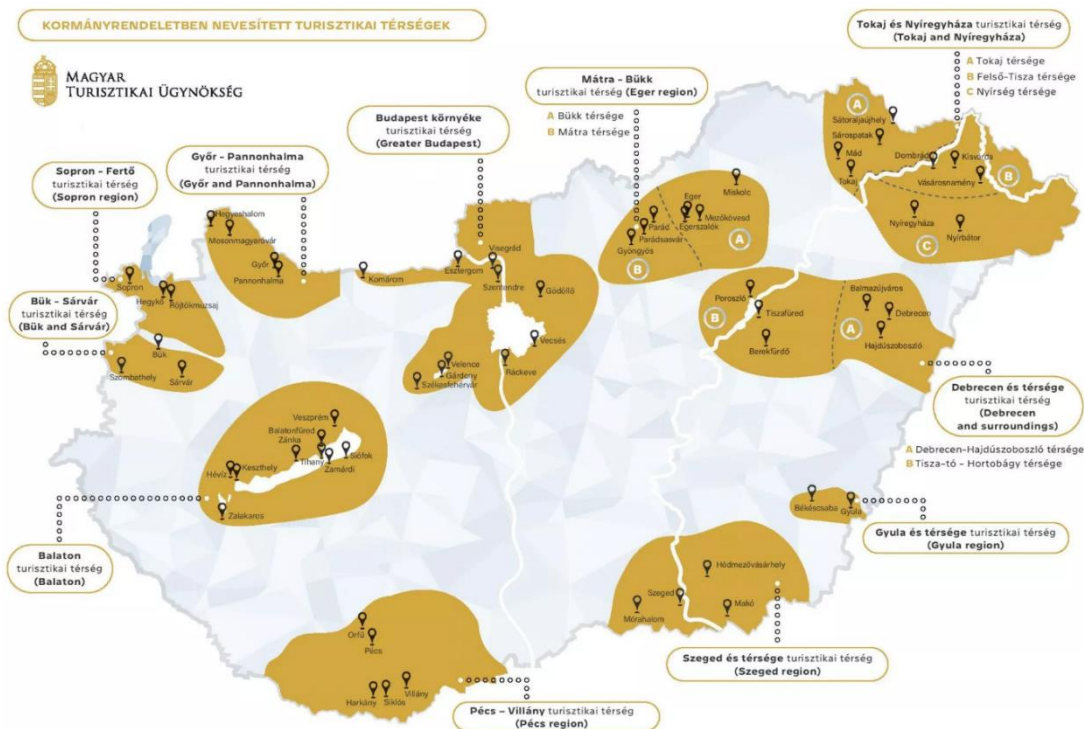 KORMÁNYRENDELETBEN NEVESÍTETT TURISZTIKAI TÉRSÉGEK
MAGYAR
TURISZTIKAI ÜGYNÖKSÉG
Sopron - Fertő
turisztikai térség
(Sopron region)
Győr - Pannonhalma
turisztikai térség
(Győr and Pannonhalma)
Budapest környéke
turisztikai térség
(Greater Budapest)
Mátra - Bükk
turisztikai térség (Eger region)
A Bükk térsége
B Mátra térsége
Tokaj és Nyíregyháza turisztikai térség
(Tokaj and Nyíregyháza)
A Tokaj térsége
B Felső-Tisza térsége
C Nyírség térsége
Bük - Sárvár
turisztikai térség
(Bük and Sárvár)
Balaton
turisztikai térség
(Balaton)
Pécs - Villány turisztikai térség
(Pécs region)
Szeged és térsége turisztikai térség
(Szeged region)
Gyula és térsége turisztikai térség
(Gyula region)
Debrecen és térsége
turisztikai térség
(Debrecen
and surroundings)
A Debrecen-Hajdúszoboszló térsége
B Tisza-tó - Hortobágy térsége
Hegyeshalom
Mosonmagyaróvár
Győr
Pannonhalma
Sopron
Hegykő
Röjtökmuzsaj
Bük
Szombathely
Sárvár
Komárom
Esztergom
Visegrád
Szentendre
Gödöllő
Vecsés
Ráckeve
Velence
Gárdony
Székesfehérvár
Veszprém
Balatonfüred
Zánka
Tihany
Zamárdi
Siófok
Hévíz
Keszthely
Zalakaros
Orfű
Pécs
Harkány
Siklós
Villány
Miskolc
Eger
Mezőkövesd
Egerszalók
Parád
Parádsasvár
Gyöngyös
A
B
A
Sátoraljaújhely
Sárospatak
Mád
Tokaj
Dombrád
Kisvárda
Vásárosnamény
B
Nyíregyháza
Nyírbátor
C
Poroszló
B
Tiszafüred
Berekfürdő
Balmazújváros
A
Debrecen
Hajdúszoboszló
Békéscsaba
Gyula
Hódmezővásárhely
Szeged
Mórahalom
Makó